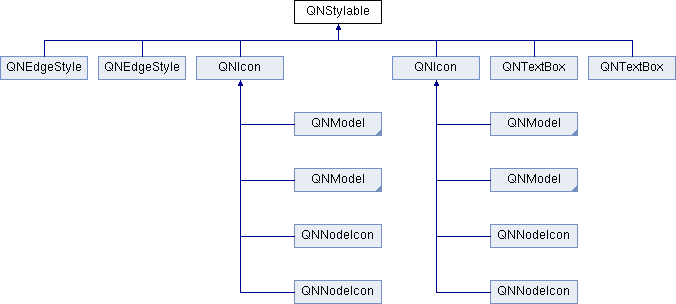 QNStylable
QNEdgeStyle QNEdgeStyle QNIcon QNIcon QNTextBox QNTextBox
QNModel QNModel
QNModel QNModel
QNNodeIcon QNNodeIcon
QNNodeIcon QNNodeIcon